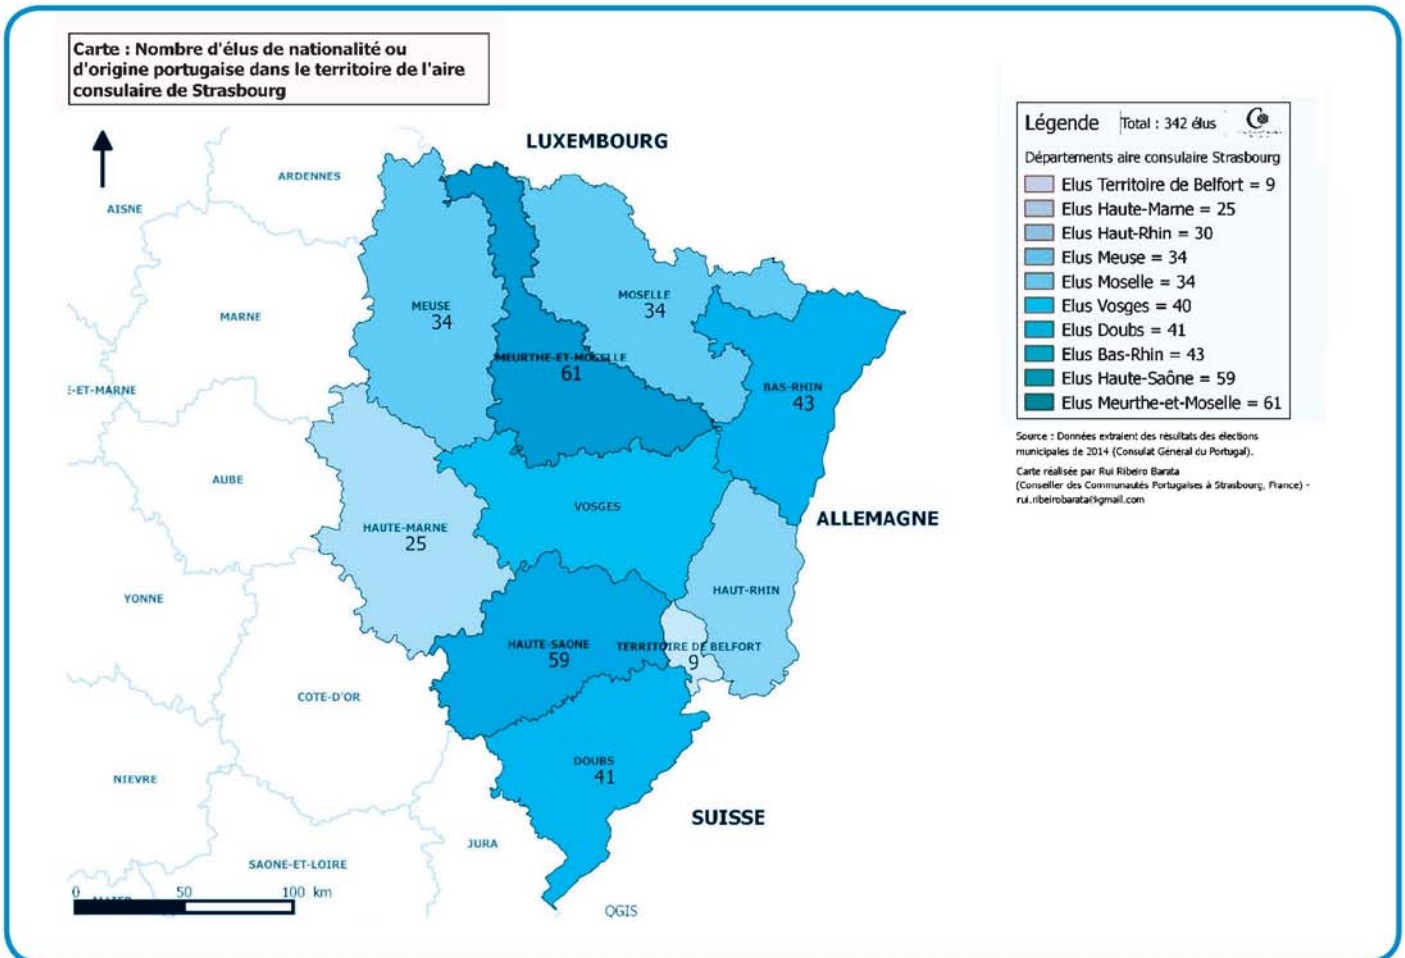 Carte : Nombre d'élus de nationalité ou
d'origine portugaise dans le territoire de l'aire
consulaire de Strasbourg
LUXEMBOURG
ARDENNES
AISNE
MARNE
MEUSE
34
MOSELLE
34
MEURTHE-ET-MOSELLE
61
E-ET-MARNE
BAS-RHIN
43
AUBE
HAUTE-MARNE
25
VOSGES
ALLEMAGNE
YONNE
HAUT-RHIN
HAUTE-SAONE
59
TERRITOIRE DE BELFORT
9
COTE-D'OR
NIEVRE
DOUBS
41
SUISSE
JURA
SAONE-ET-LOIRE
0 50 100 km
QGIS
Légende Total : 342 élus
Départements aire consulaire Strasbourg
Elus Territoire de Belfort = 9
Elus Haute-Marne = 25
Elus Haut-Rhin = 30
Elus Meuse = 34
Elus Moselle = 34
Elus Vosges = 40
Elus Doubs = 41
Elus Bas-Rhin = 43
Elus Haute-Saône = 59
Elus Meurthe-et-Moselle = 61
Source : Données extraient des résultats des élections
municipales de 2014 (Consulat Général du Portugal).
Carte réalisée par Rui Ribeiro Barata
(Conseiller des Communautés Portugaises à Strasbourg, France) -
rui.ribeirobarata@gmail.com